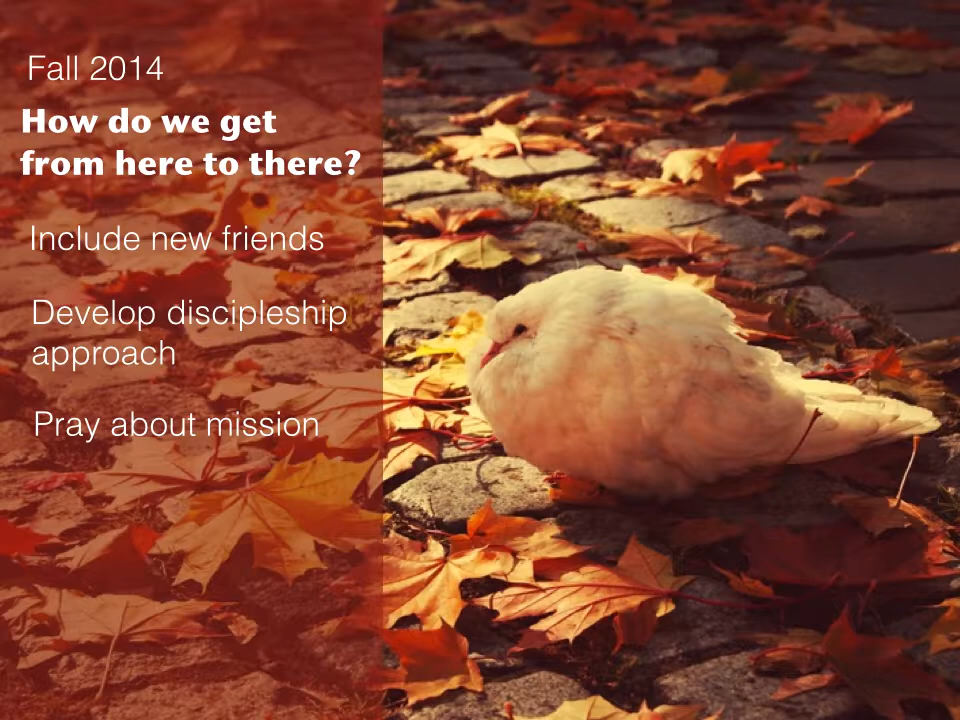 Fall 2014
How do we get
from here to there?
Include new friends
Develop discipleship
approach
Pray about mission